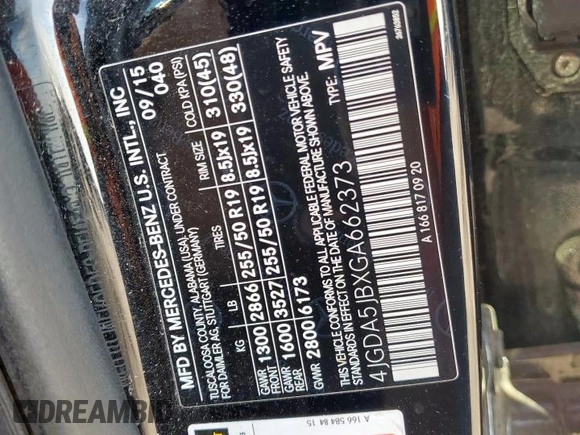 MFD BY MERCEDES-BENZ U.S. INTL., INC
TUSCALOOSA COUNTY, ALABAMA (USA), UNDER CONTRACT
FOR DAIMLER AG, STUTTGART (GERMANY)
09/15
040
KG LB TIRES RIM SIZE COLD KPA (PSI)
GAWR FRONT 1300 2866 255/50 R19 8.5Jx19 310(45)
GAWR REAR 1600 3527 255/50 R19 8.5Jx19 330(48)
GVWR 2800/6173
THIS VEHICLE CONFORMS TO ALL APPLICABLE FEDERAL MOTOR VEHICLE SAFETY
STANDARDS IN EFFECT ON THE DATE OF MANUFACTURE SHOWN ABOVE.
4JGDA5JBXGA662373 TYPE: MPV
A 166 817 09 20
A 166 584 84 15
DREAMBID